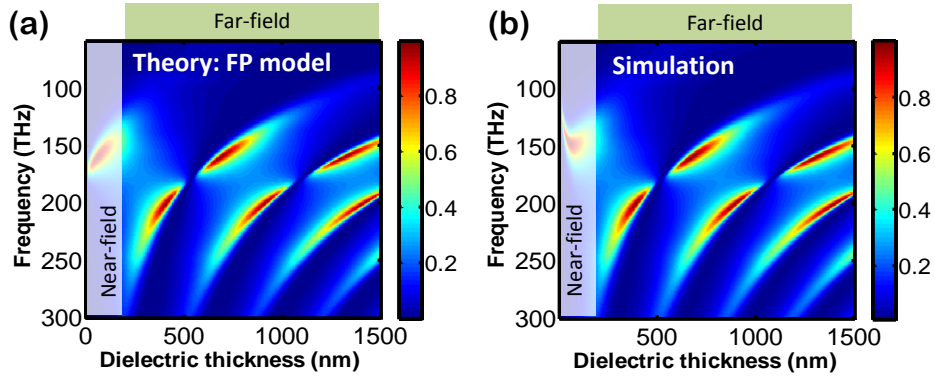 (a)
Far-field
Theory: FP model
Near-field
Frequency (THz)
100
150
200
250
300
0
500
1000
1500
Dielectric thickness (nm)
0.8
0.6
0.4
0.2
(b)
Far-field
Simulation
Near-field
Frequency (THz)
100
150
200
250
300
500
1000
1500
Dielectric thickness (nm)
0.8
0.6
0.4
0.2